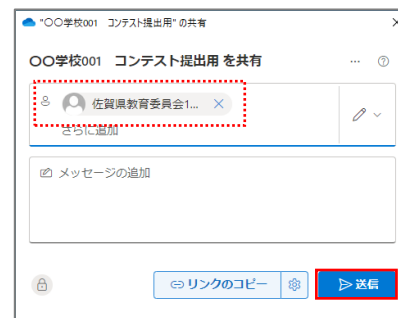 "〇〇学校001　コンテスト提出用" の共有
〇〇学校001　コンテスト提出用 を共有
佐賀県教育委員会1...
さらに追加
メッセージの追加
リンクのコピー
送信